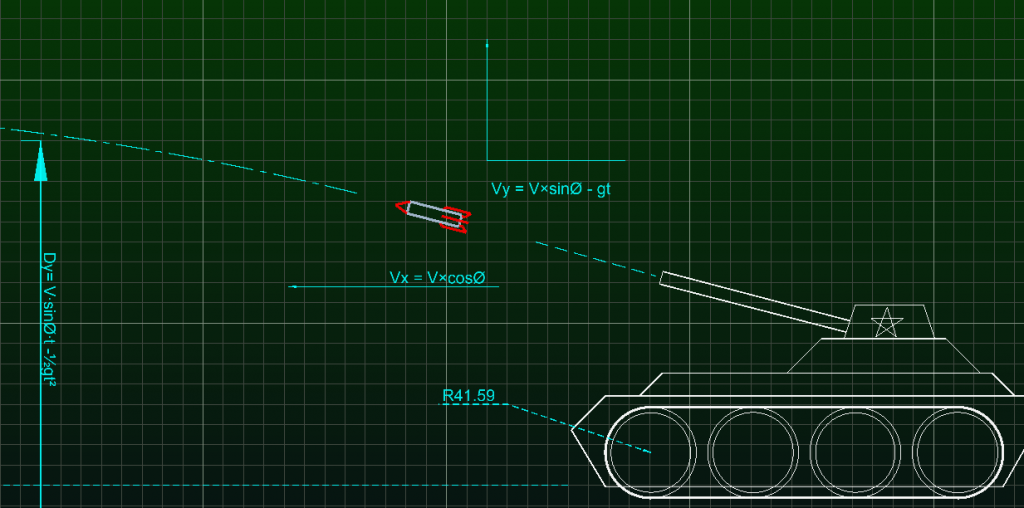 Vy = V×sinØ - gt
Vx = V×cosØ
Dy= V·sinØ·t -½gt²
R41.59